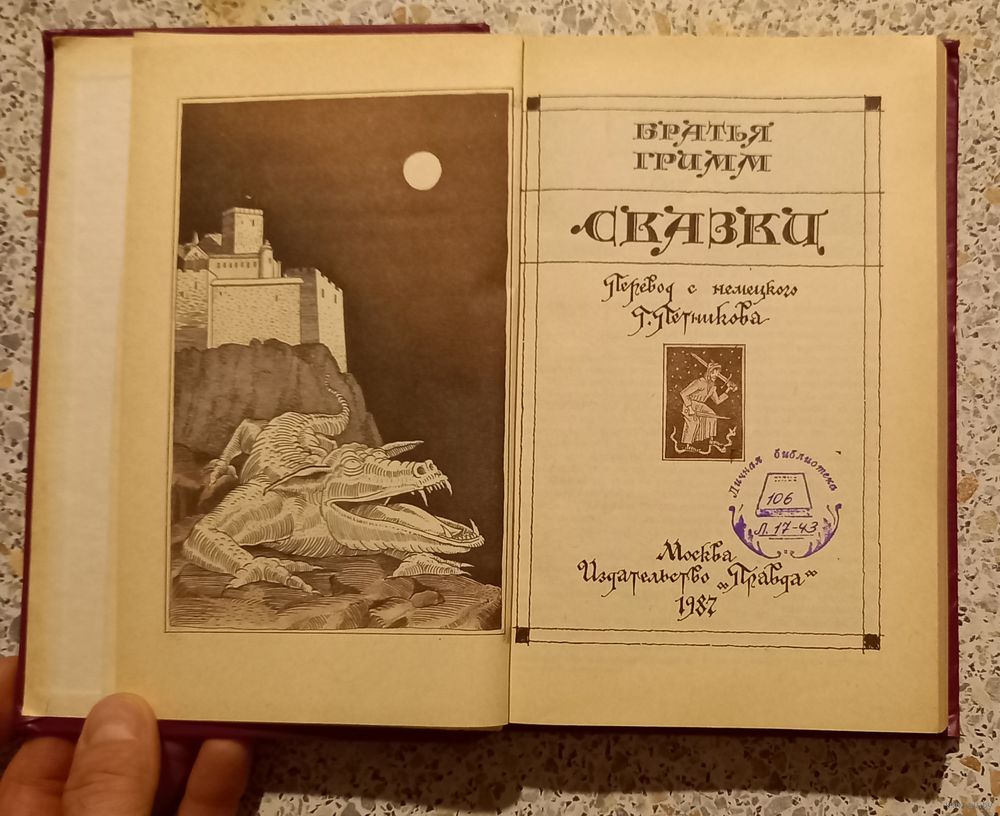 БРАТЬЯ
ГРИММ
СКАЗКИ
Перевод с немецкого
Г. Петникова
Личная библиотека
106
Л. 17-43
Москва
Издательство «Правда»
1987